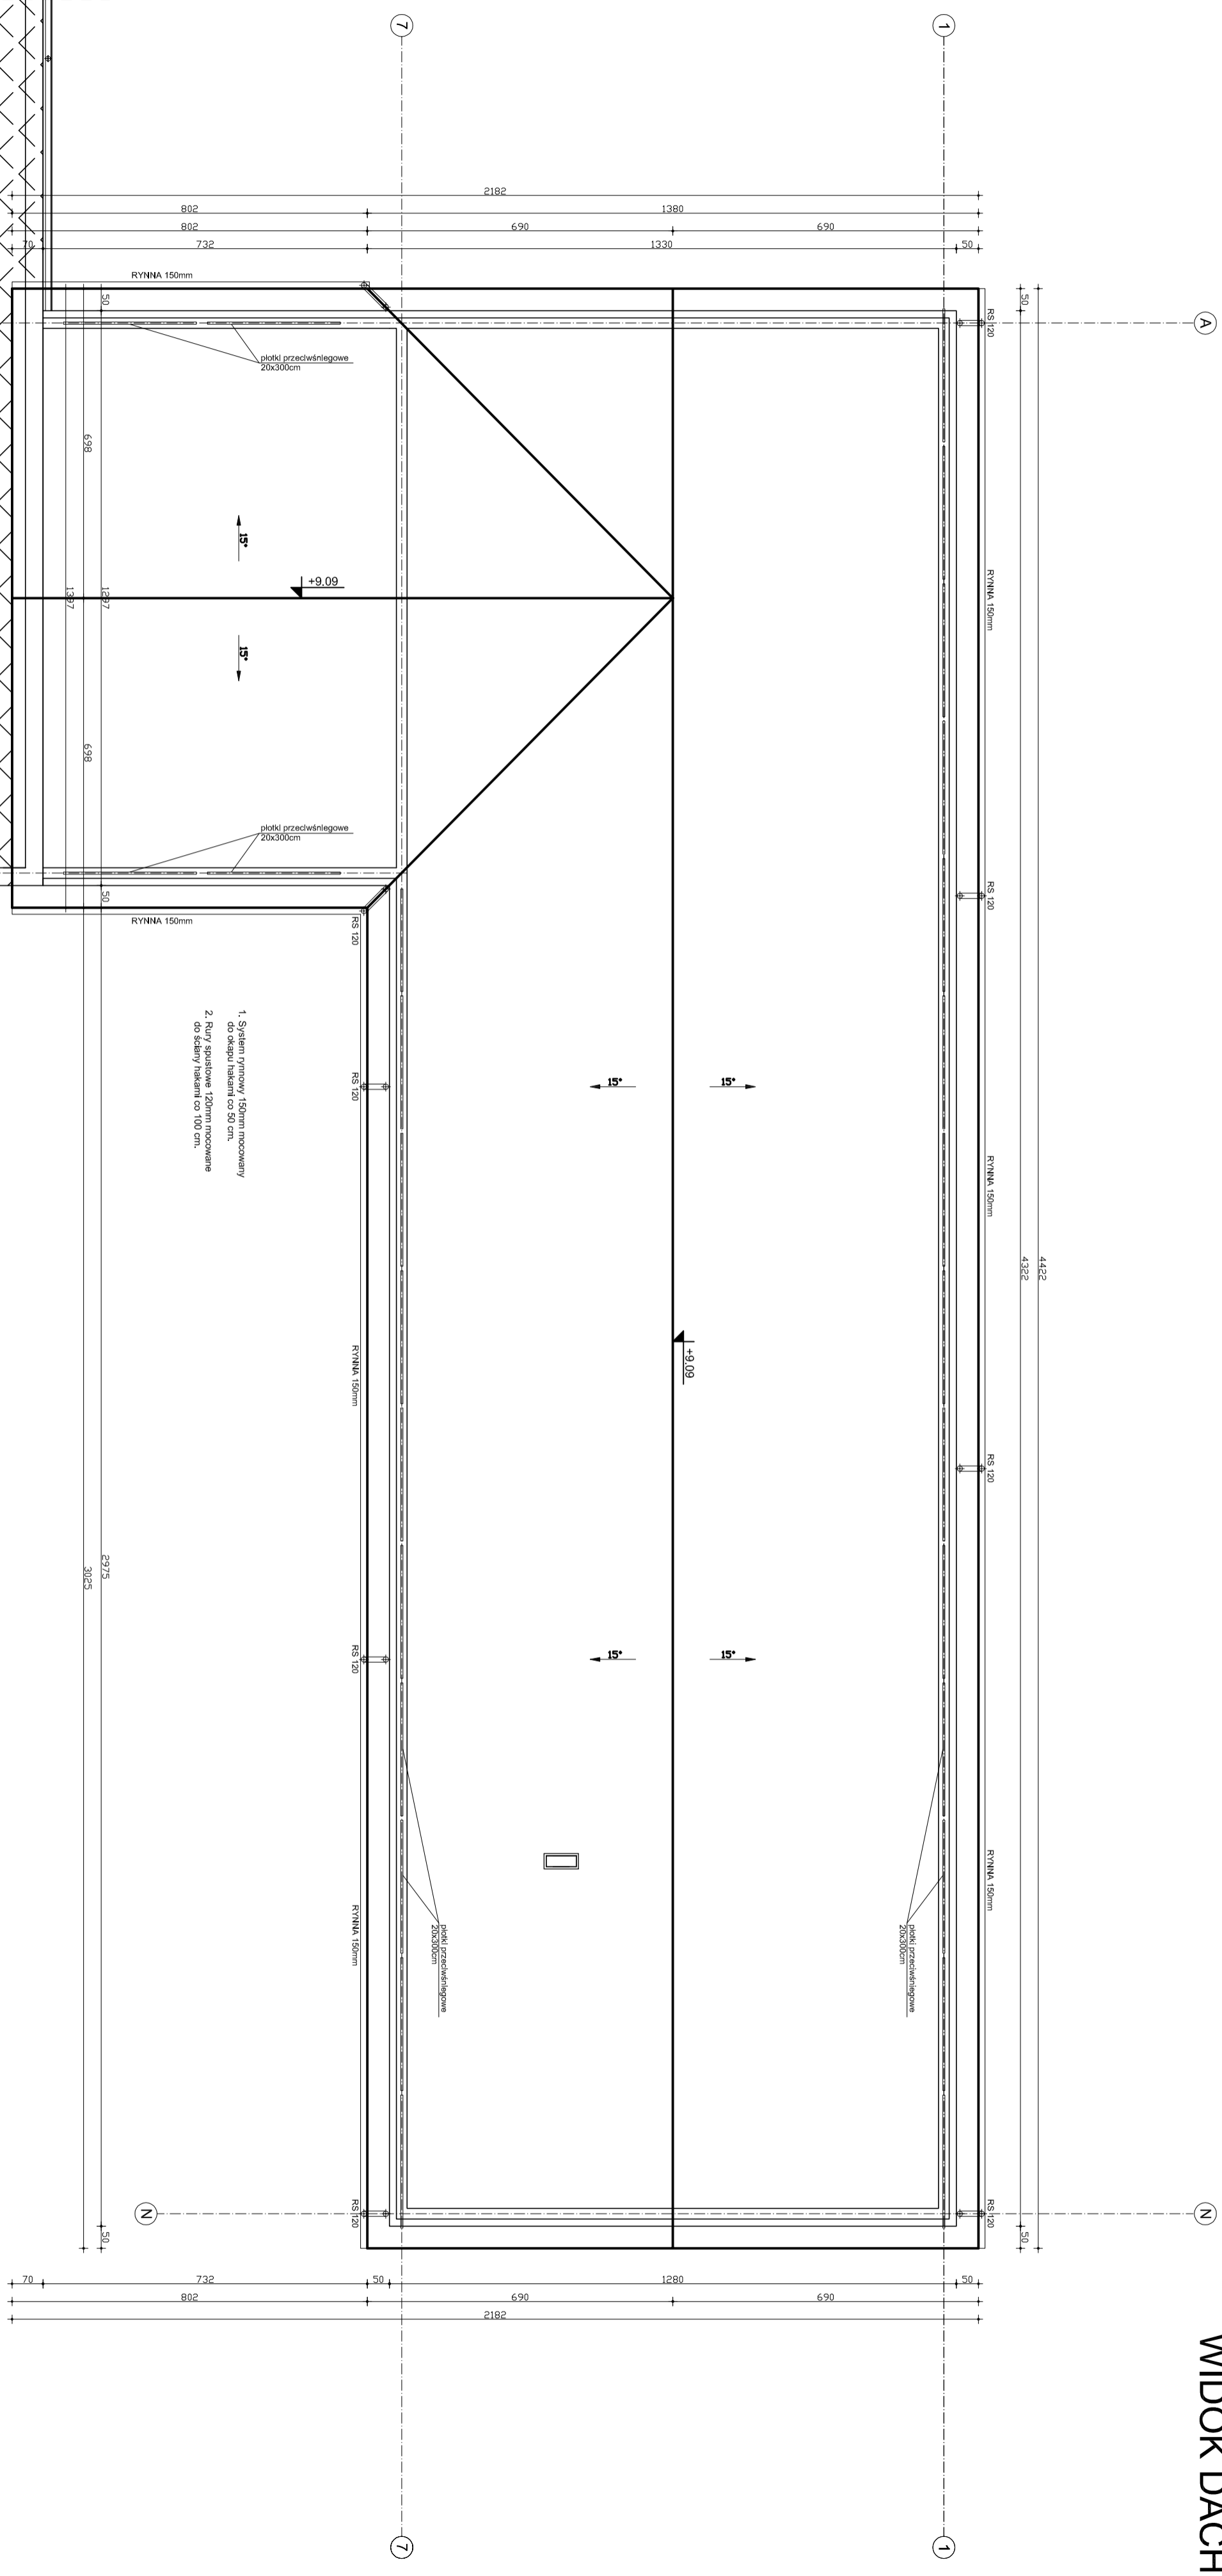 WIDOK DACH
7
1
2182
802
1380
802
690
690
70
732
1330
50
RYNNA 150mm
50
50
RS 120
A
płotki przeciwśniegowe
20x300cm
698
15°
+9.09
1397
1297
15°
698
RYNNA 150mm
płotki przeciwśniegowe
20x300cm
50
RS 120
RYNNA 150mm
RS 120
1. System rynnowy 150mm mocowany
do okapu hakami co 50 cm.
2. Rury spustowe 120mm mocowane
do ściany hakami co 100 cm.
RS 120
15°
15°
RYNNA 150mm
4422
4322
+9.09
RYNNA 150mm
RS 120
2975
3025
RS 120
15°
15°
RYNNA 150mm
RYNNA 150mm
płotki przeciwśniegowe
20x300cm
płotki przeciwśniegowe
20x300cm
N
50
RS 120
RS 120
50
N
70
732
50
1280
50
802
690
690
2182
7
1